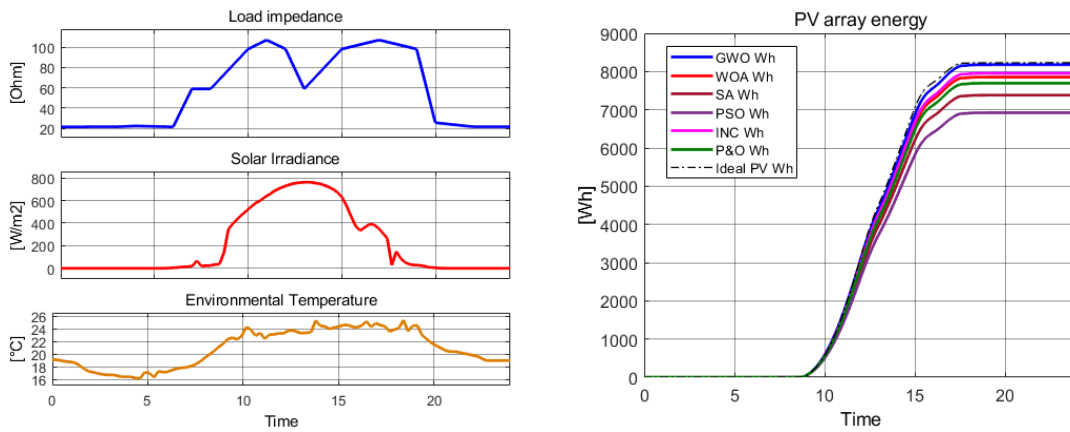 Load impedance
[Ohm]
100
80
60
40
20
Solar Irradiance
[W/m2]
800
600
400
200
0
Environmental Temperature
[°C]
26
24
22
20
18
16
0
5
10
15
20
Time
PV array energy
[Wh]
9000
8000
7000
6000
5000
4000
3000
2000
1000
0
GWO Wh
WOA Wh
SA Wh
PSO Wh
INC Wh
P&O Wh
Ideal PV Wh
0
5
10
15
20
Time